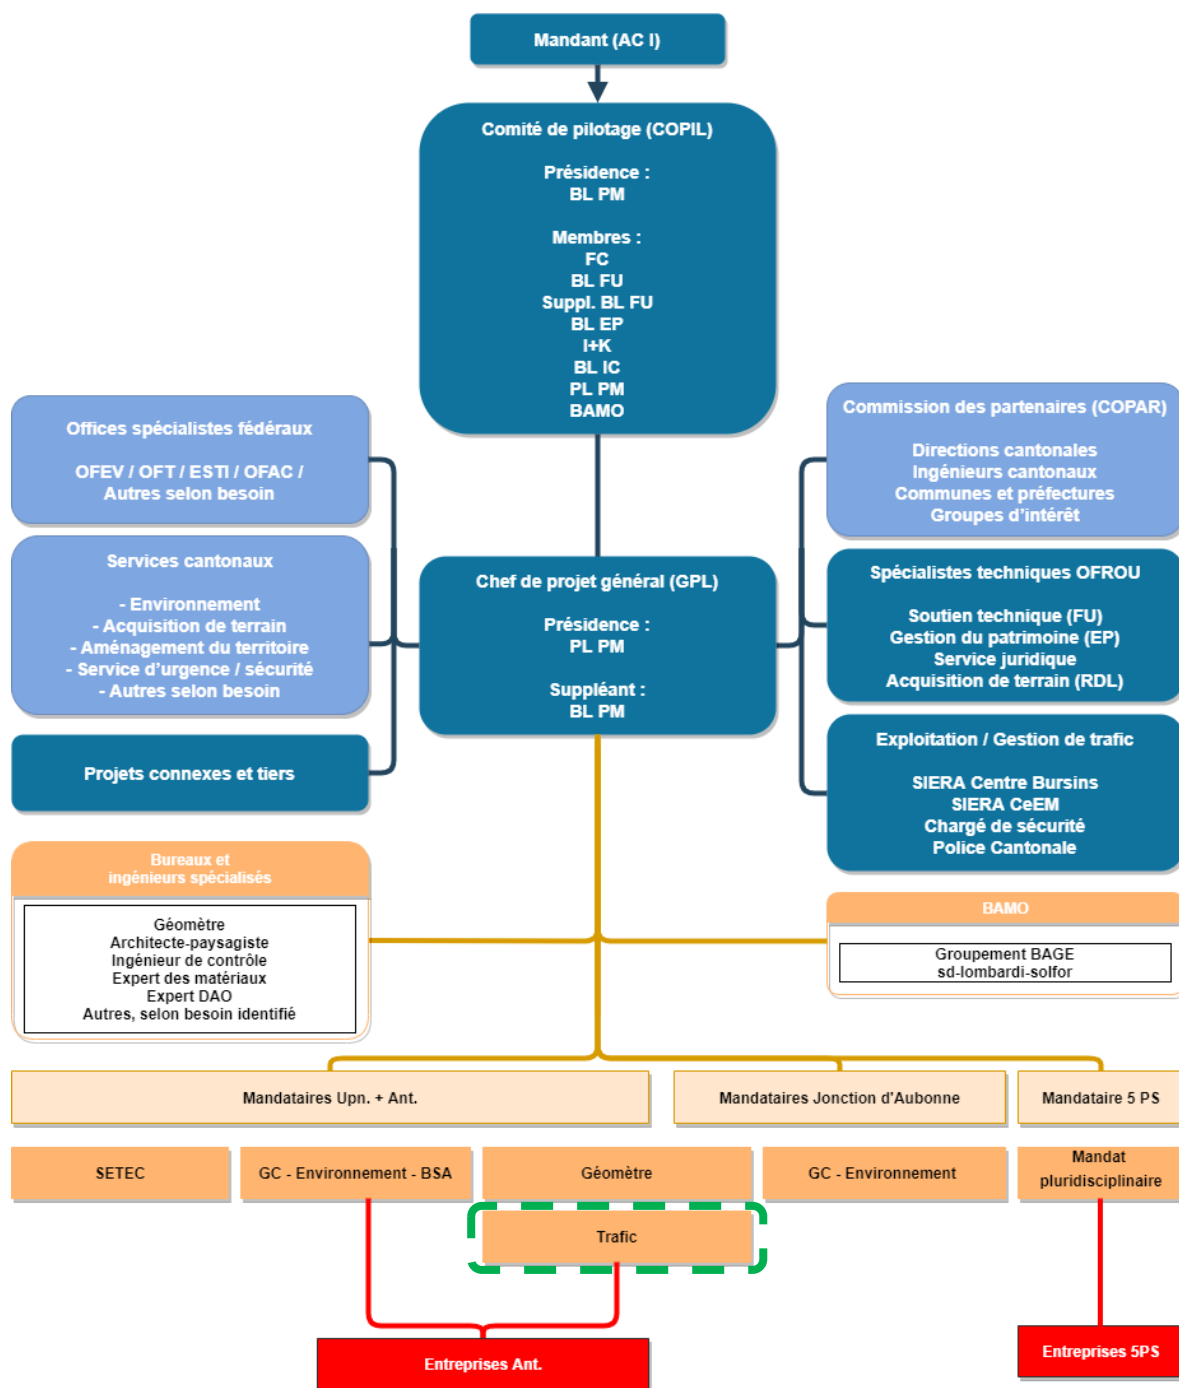 Mandant (AC I)
Comité de pilotage (COPIL)
Présidence :
BL PM
Membres :
FC
BL FU
Suppl. BL FU
BL EP
I+K
BL IC
PL PM
BAMO
Offices spécialistes fédéraux
OFEV / OFT / ESTI / OFAC /
Autres selon besoin
Commission des partenaires (COPAR)
Directions cantonales
Ingénieurs cantonaux
Communes et préfectures
Groupes d'intérêt
Services cantonaux
- Environnement
- Acquisition de terrain
- Aménagement du territoire
- Service d'urgence / sécurité
- Autres selon besoin
Chef de projet général (GPL)
Présidence :
PL PM
Suppléant :
BL PM
Spécialistes techniques OFROU
Soutien technique (FU)
Gestion du patrimoine (EP)
Service juridique
Acquisition de terrain (RDL)
Projets connexes et tiers
Exploitation / Gestion de trafic
SIERA Centre Bursins
SIERA CeEM
Chargé de sécurité
Police Cantonale
Bureaux et
ingénieurs spécialisés
Géomètre
Architecte-paysagiste
Ingénieur de contrôle
Expert des matériaux
Expert DAO
Autres, selon besoin identifié
BAMO
Groupement BAGE
sd-lombardi-solfor
Mandataires Upn. + Ant.
Mandataires Jonction d'Aubonne
Mandataire 5 PS
SETEC
GC - Environnement - BSA
Géomètre
GC - Environnement
Mandat
pluridisciplinaire
Trafic
Entreprises Ant.
Entreprises 5PS